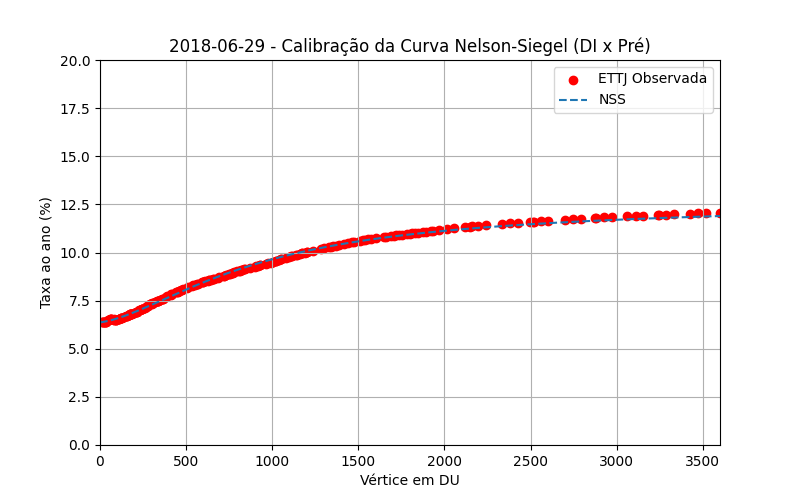 2018-06-29 - Calibração da Curva Nelson-Siegel (DI x Pré)
20.0
17.5
15.0
12.5
10.0
7.5
5.0
2.5
0.0
Taxa ao ano (%)
ETTJ Observada
NSS
0 500 1000 1500 2000 2500 3000 3500
Vértice em DU